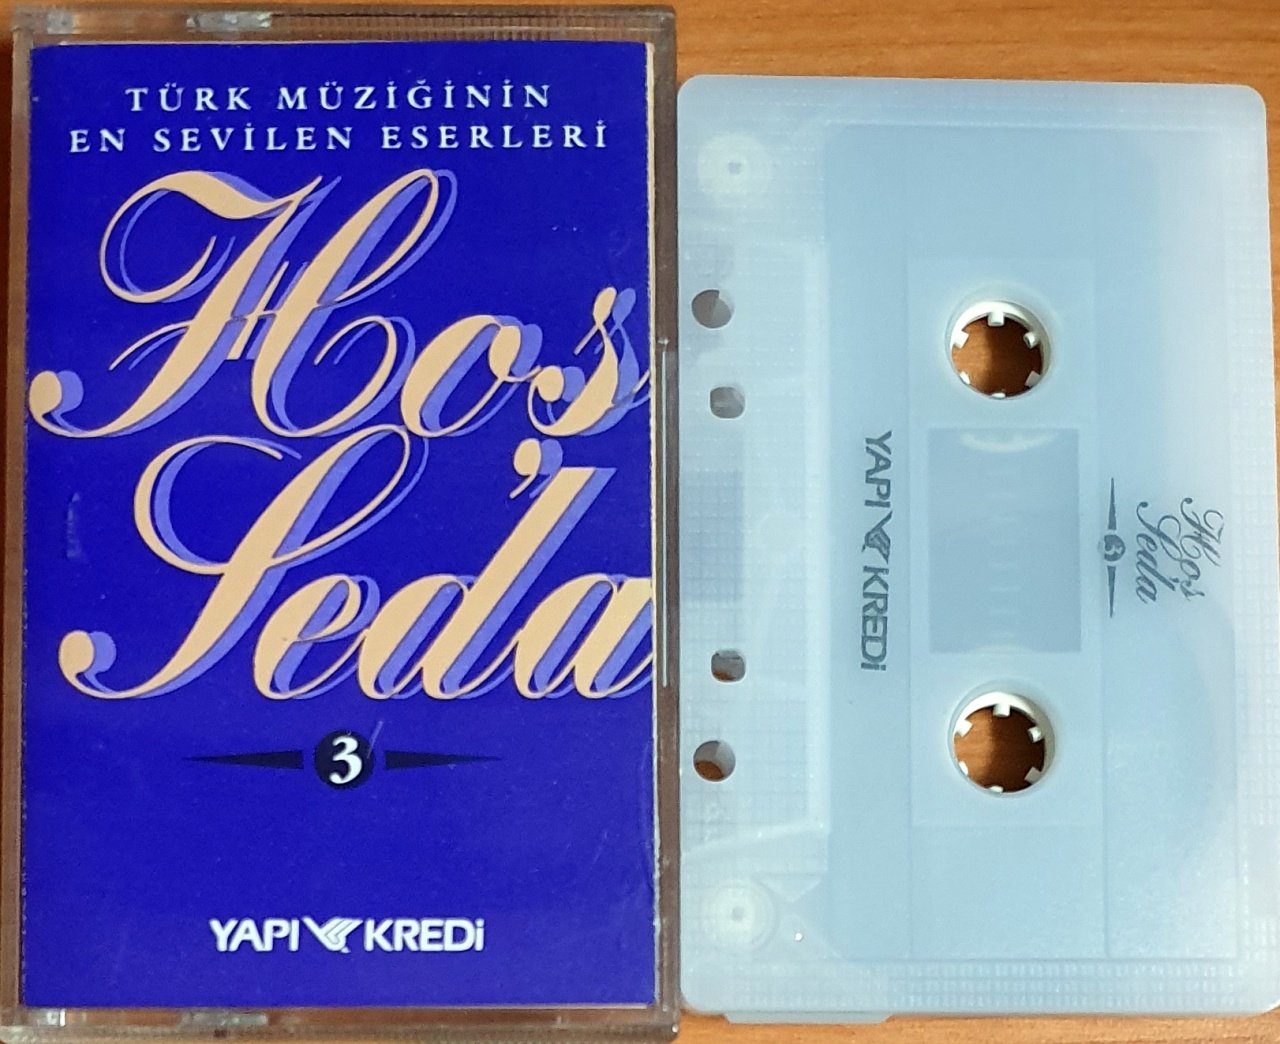 TÜRK MÜZİĞİNİN
EN SEVİLEN ESERLERİ
Hoş
Seda
3
YAPI KREDi
YAPI KREDi
Hoş
Seda
3